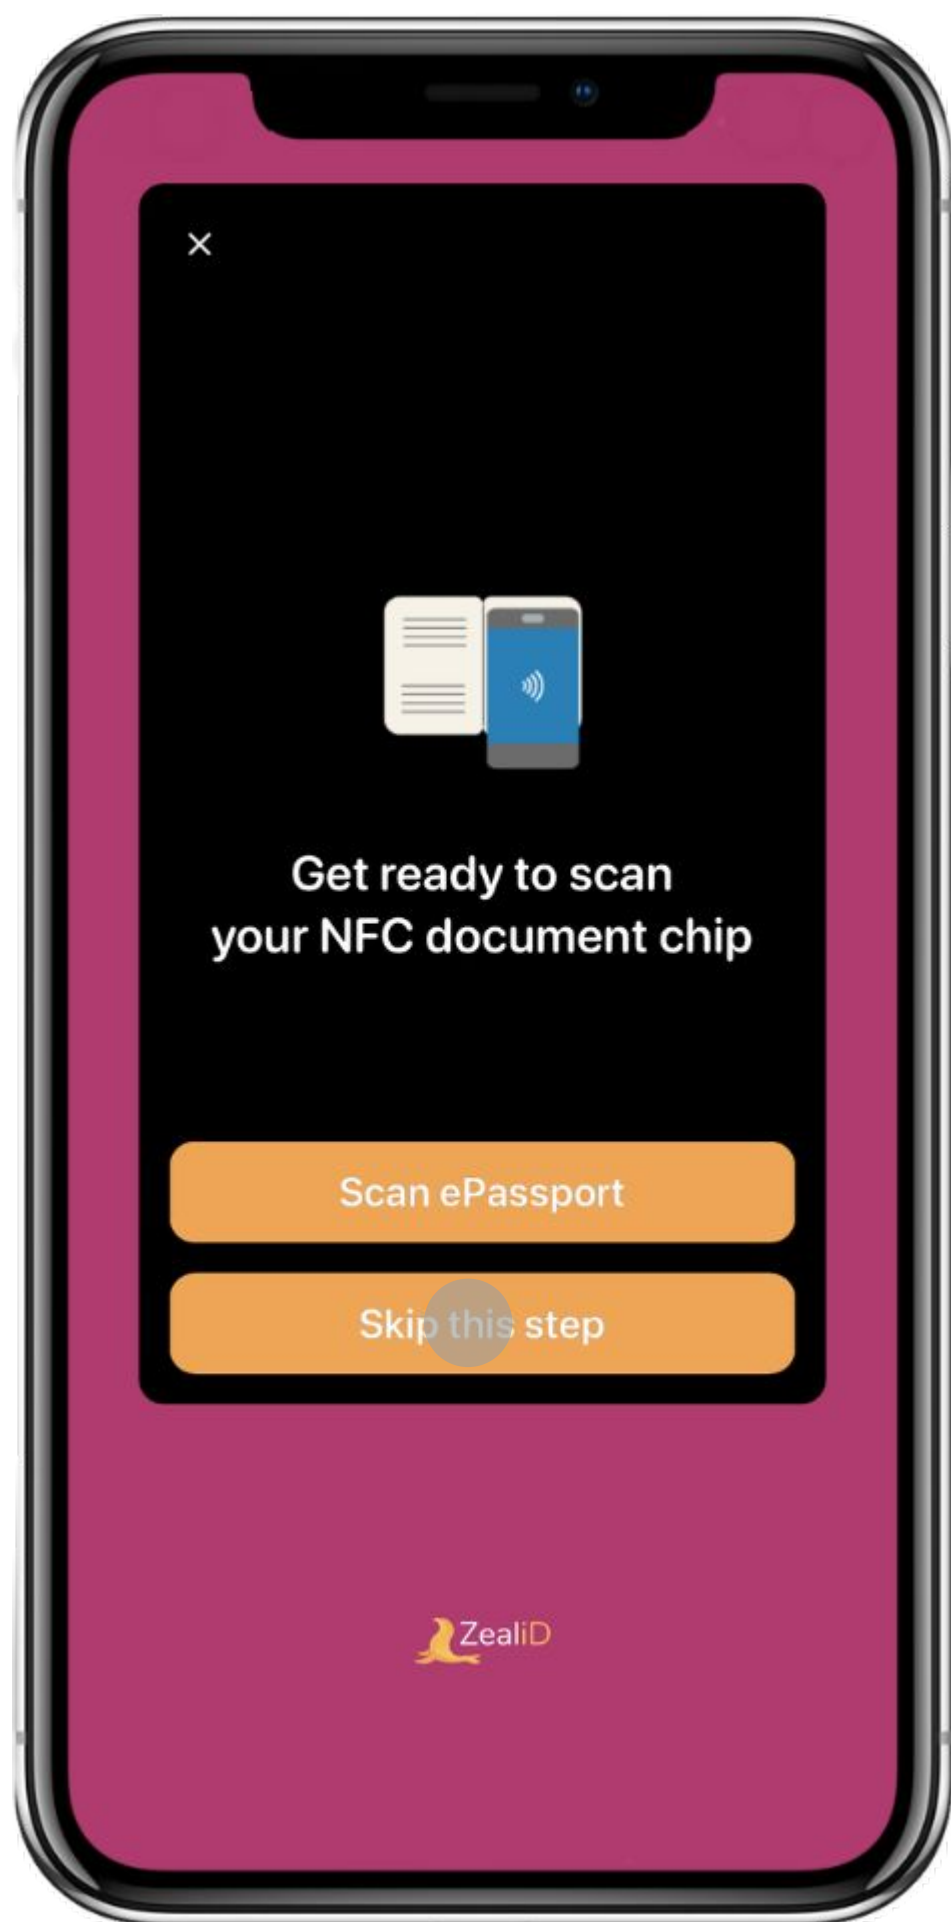 Get ready to scan
your NFC document chip
Scan ePassport
Skip this step
ZealiD